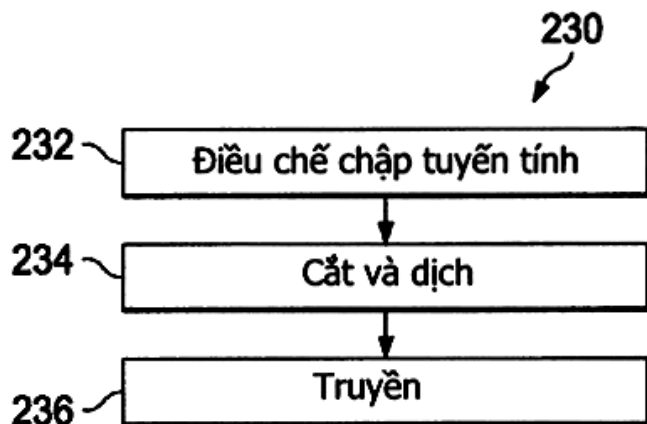 230
232
Điều chế chập tuyến tính
234
Cắt và dịch
Truyền
236